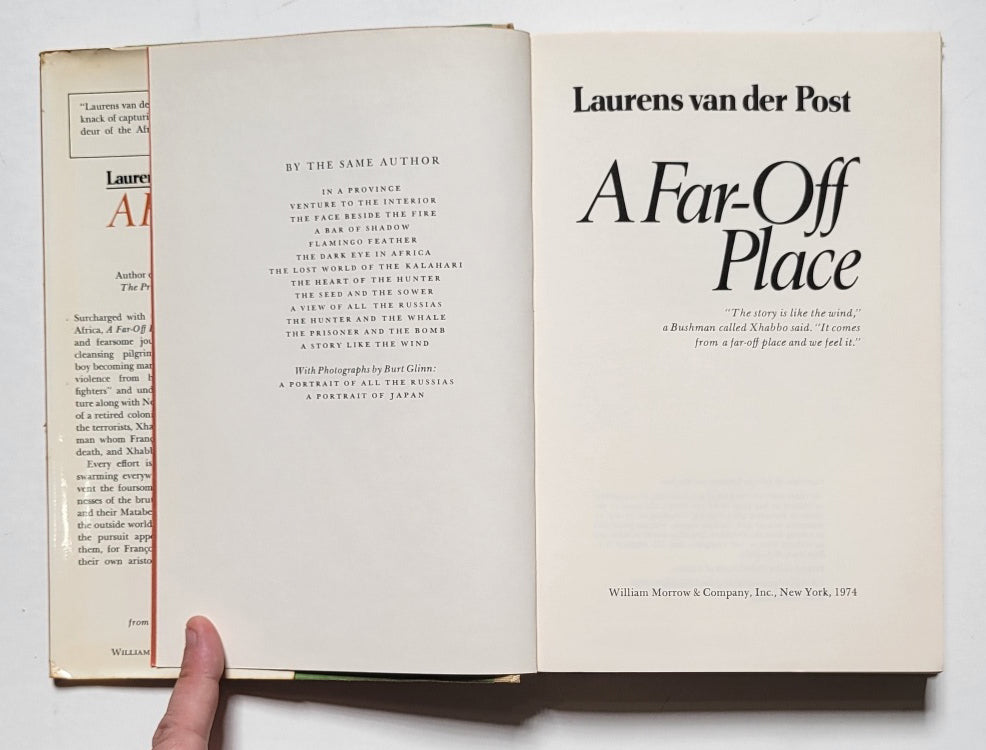 "Laurens van de
knack of capturi
deur of the Afr
Lauren
A F
Author o
The Pr
Surcharged with
Africa, A Far-Off P
and fearsome jou
cleansing pilgrim
boy becoming man
violence from b
fighters" and und
ture along with No
of a retired coloni
the terrorists, Xha
man whom Franç
death, and Xhabb
Every effort is
swarming everyw
vent the foursom
nesses of the bru
and their Matabe
the outside world
the pursuit app
them, for Franço
their own aristo
from
WILLIAM
BY THE SAME AUTHOR
IN A PROVINCE
VENTURE TO THE INTERIOR
THE FACE BESIDE THE FIRE
A BAR OF SHADOW
FLAMINGO FEATHER
THE DARK EYE IN AFRICA
THE LOST WORLD OF THE KALAHARI
THE HEART OF THE HUNTER
THE SEED AND THE SOWER
A VIEW OF ALL THE RUSSIAS
THE HUNTER AND THE WHALE
THE PRISONER AND THE BOMB
A STORY LIKE THE WIND
With Photographs by Burt Glinn:
A PORTRAIT OF ALL THE RUSSIAS
A PORTRAIT OF JAPAN
Laurens van der Post
A Far-Off
Place
"The story is like the wind,"
a Bushman called Xhabbo said. "It comes
from a far-off place and we feel it."
William Morrow & Company, Inc., New York, 1974